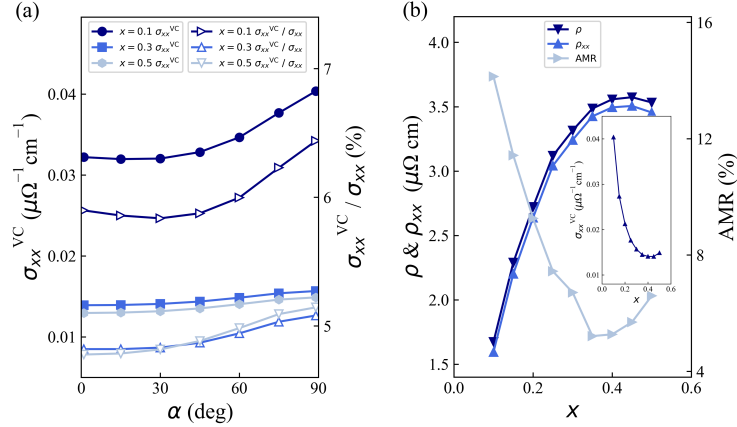 (a)
x = 0.1 σxx^VC
x = 0.3 σxx^VC
x = 0.5 σxx^VC
x = 0.1 σxx^VC / σxx
x = 0.3 σxx^VC / σxx
x = 0.5 σxx^VC / σxx
0.04
0.03
0.02
0.01
σxx^VC (μΩ⁻¹ cm⁻¹)
7
6
5
σxx^VC / σxx (%)
0
30
60
90
α (deg)
(b)
ρ
ρxx
AMR
4.0
3.5
3.0
2.5
2.0
1.5
ρ & ρxx (μΩ cm)
16
12
8
4
AMR (%)
0.04
0.03
0.02
0.01
σxx^VC (μΩ⁻¹ cm⁻¹)
0.0
0.2
0.4
0.6
x
0.0
0.2
0.4
0.6
x